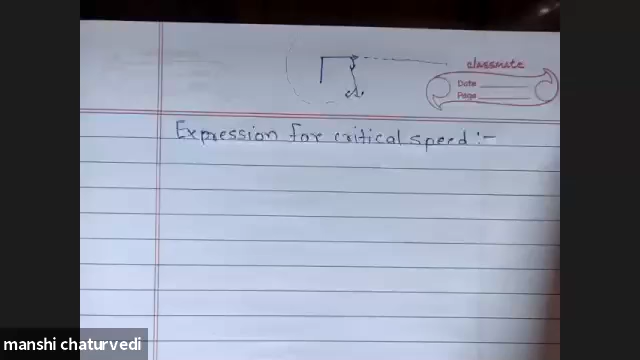 classmate
Date
Page
Expression for critical speed :-
manshi chaturvedi